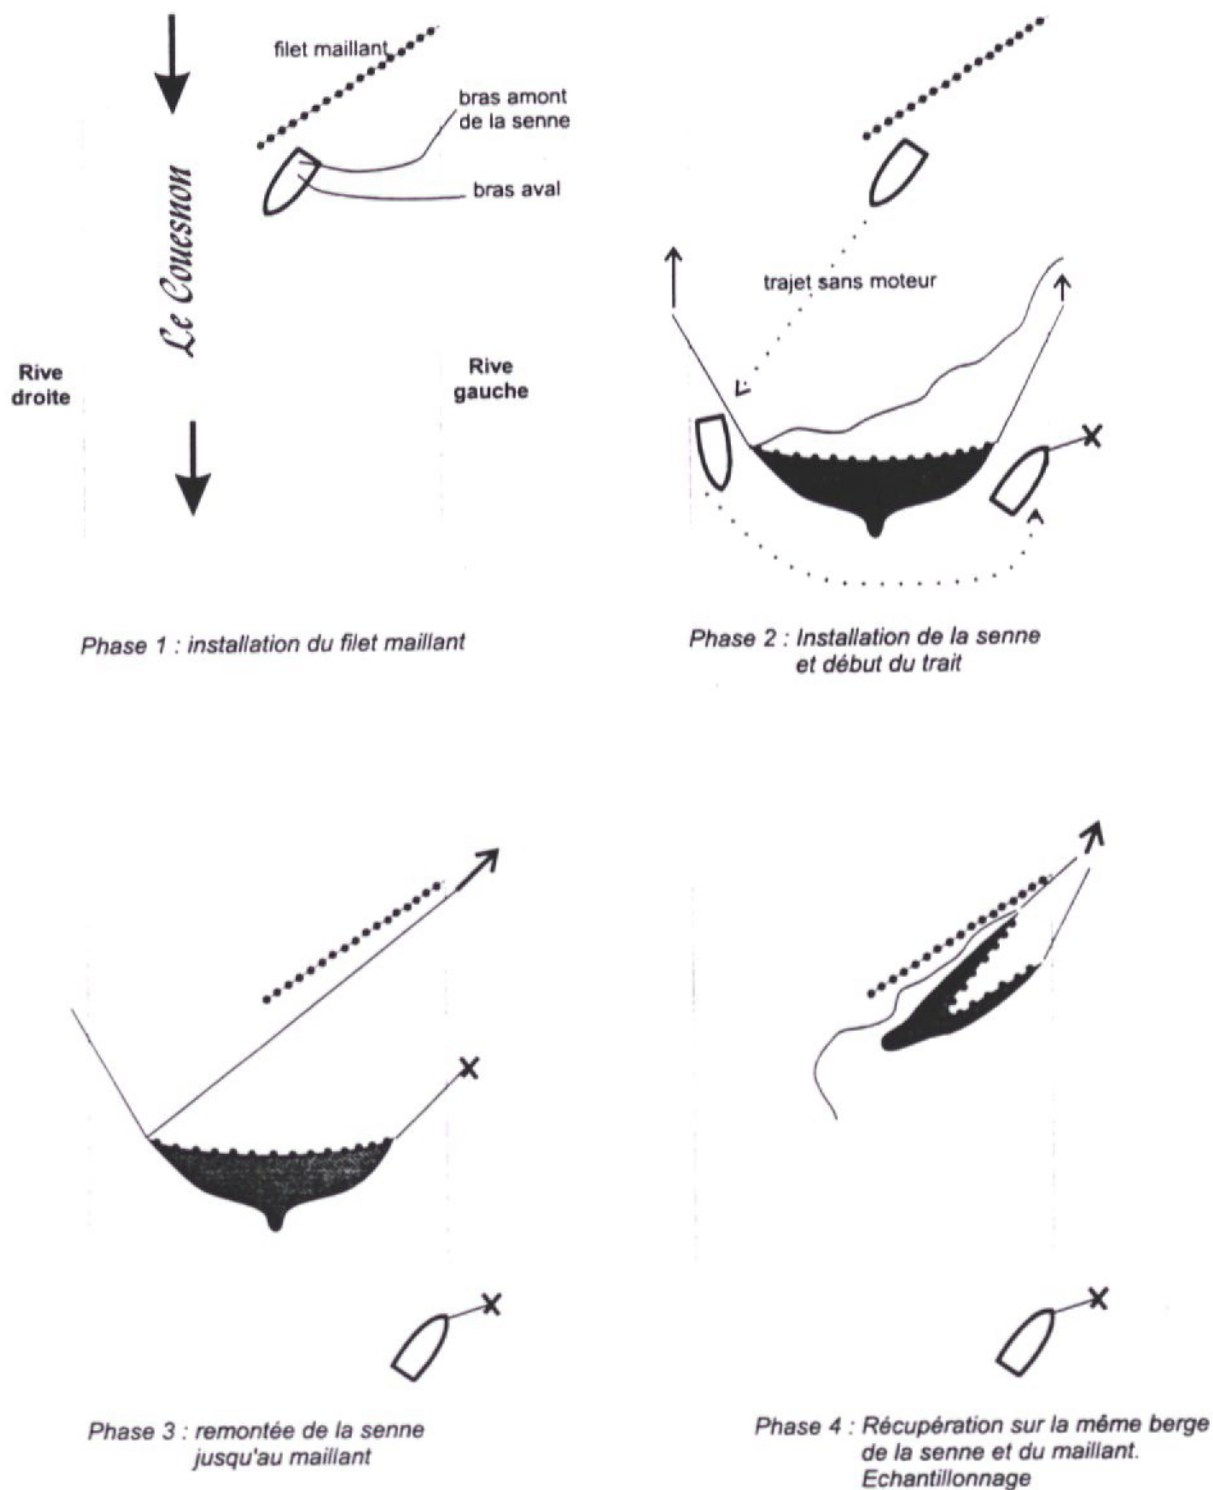 filet maillant
bras amont
de la senne
bras aval
Le Couesnon
Rive
droite
Rive
gauche
Phase 1 : installation du filet maillant
trajet sans moteur
Phase 2 : Installation de la senne
et début du trait
Phase 3 : remontée de la senne
jusqu'au maillant
Phase 4 : Récupération sur la même berge
de la senne et du maillant.
Echantillonnage